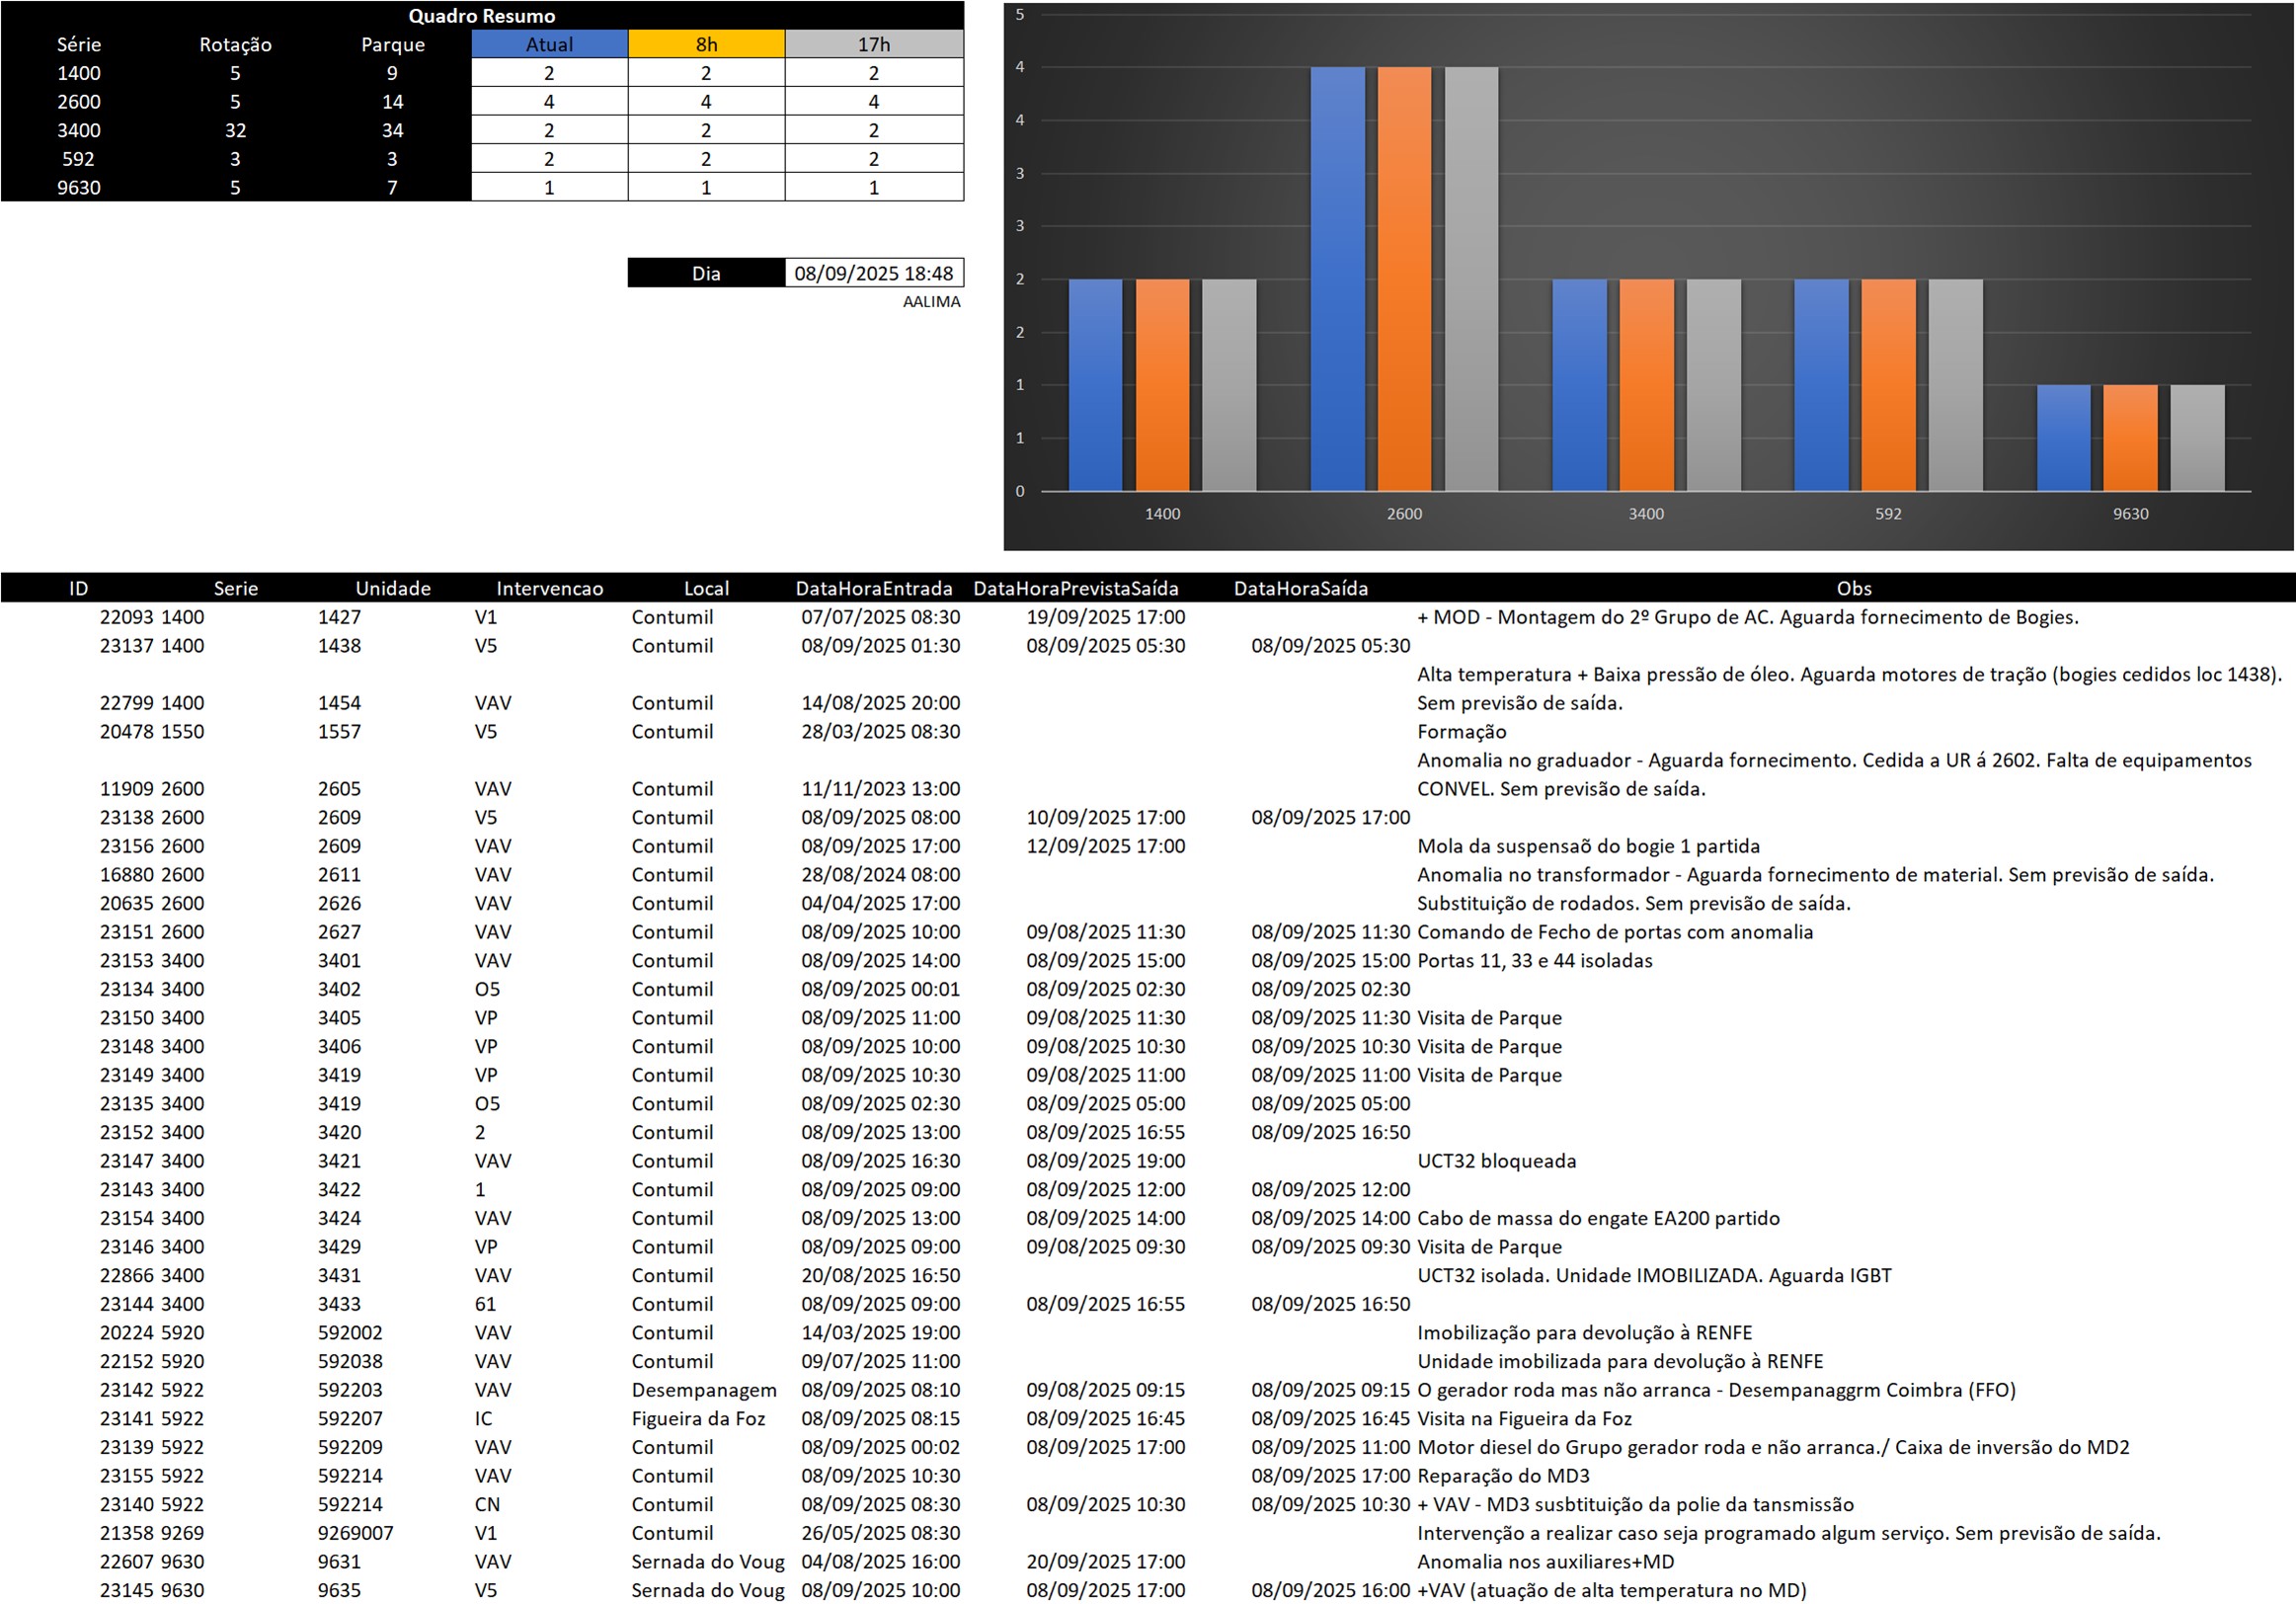 Quadro Resumo
Série Rotação Parque Atual 8h 17h
1400 5 9 2 2 2
2600 5 14 4 4 4
3400 32 34 2 2 2
592 3 3 2 2 2
9630 5 7 1 1 1
Dia 08/09/2025 18:48
AALIMA
5
4
4
3
3
2
2
1
1
0
1400 2600 3400 592 9630
ID Serie Unidade Intervencao Local DataHoraEntrada DataHoraPrevistaSaída DataHoraSaída Obs
22093 1400 1427 V1 Contumil 07/07/2025 08:30 19/09/2025 17:00 + MOD - Montagem do 2º Grupo de AC. Aguarda fornecimento de Bogies.
23137 1400 1438 V5 Contumil 08/09/2025 01:30 08/09/2025 05:30 08/09/2025 05:30
Alta temperatura + Baixa pressão de óleo. Aguarda motores de tração (bogies cedidos loc 1438).
22799 1400 1454 VAV Contumil 14/08/2025 20:00 Sem previsão de saída.
20478 1550 1557 V5 Contumil 28/03/2025 08:30 Formação
Anomalia no graduador - Aguarda fornecimento. Cedida a UR á 2602. Falta de equipamentos
11909 2600 2605 VAV Contumil 11/11/2023 13:00 CONVEL. Sem previsão de saída.
23138 2600 2609 V5 Contumil 08/09/2025 08:00 10/09/2025 17:00 08/09/2025 17:00
23156 2600 2609 VAV Contumil 08/09/2025 17:00 12/09/2025 17:00 Mola da suspensaõ do bogie 1 partida
16880 2600 2611 VAV Contumil 28/08/2024 08:00 Anomalia no transformador - Aguarda fornecimento de material. Sem previsão de saída.
20635 2600 2626 VAV Contumil 04/04/2025 17:00 Substituição de rodados. Sem previsão de saída.
23151 2600 2627 VAV Contumil 08/09/2025 10:00 09/08/2025 11:30 08/09/2025 11:30 Comando de Fecho de portas com anomalia
23153 3400 3401 VAV Contumil 08/09/2025 14:00 08/09/2025 15:00 08/09/2025 15:00 Portas 11, 33 e 44 isoladas
23134 3400 3402 O5 Contumil 08/09/2025 00:01 08/09/2025 02:30 08/09/2025 02:30
23150 3400 3405 VP Contumil 08/09/2025 11:00 09/08/2025 11:30 08/09/2025 11:30 Visita de Parque
23148 3400 3406 VP Contumil 08/09/2025 10:00 09/08/2025 10:30 08/09/2025 10:30 Visita de Parque
23149 3400 3419 VP Contumil 08/09/2025 10:30 09/08/2025 11:00 08/09/2025 11:00 Visita de Parque
23135 3400 3419 O5 Contumil 08/09/2025 02:30 08/09/2025 05:00 08/09/2025 05:00
23152 3400 3420 2 Contumil 08/09/2025 13:00 08/09/2025 16:55 08/09/2025 16:50
23147 3400 3421 VAV Contumil 08/09/2025 16:30 08/09/2025 19:00 UCT32 bloqueada
23143 3400 3422 1 Contumil 08/09/2025 09:00 08/09/2025 12:00 08/09/2025 12:00
23154 3400 3424 VAV Contumil 08/09/2025 13:00 08/09/2025 14:00 08/09/2025 14:00 Cabo de massa do engate EA200 partido
23146 3400 3429 VP Contumil 08/09/2025 09:00 09/08/2025 09:30 08/09/2025 09:30 Visita de Parque
22866 3400 3431 VAV Contumil 20/08/2025 16:50 UCT32 isolada. Unidade IMOBILIZADA. Aguarda IGBT
23144 3400 3433 61 Contumil 08/09/2025 09:00 08/09/2025 16:55 08/09/2025 16:50
20224 5920 592002 VAV Contumil 14/03/2025 19:00 Imobilização para devolução à RENFE
22152 5920 592038 VAV Contumil 09/07/2025 11:00 Unidade imobilizada para devolução à RENFE
23142 5922 592203 VAV Desempanagem 08/09/2025 08:10 09/08/2025 09:15 08/09/2025 09:15 O gerador roda mas não arranca - Desempanaggrm Coimbra (FFO)
23141 5922 592207 IC Figueira da Foz 08/09/2025 08:15 08/09/2025 16:45 08/09/2025 16:45 Visita na Figueira da Foz
23139 5922 592209 VAV Contumil 08/09/2025 00:02 08/09/2025 17:00 08/09/2025 11:00 Motor diesel do Grupo gerador roda e não arranca./ Caixa de inversão do MD2
23155 5922 592214 VAV Contumil 08/09/2025 10:30 08/09/2025 17:00 Reparação do MD3
23140 5922 592214 CN Contumil 08/09/2025 08:30 08/09/2025 10:30 08/09/2025 10:30 + VAV - MD3 susbtituição da polie da tansmissão
21358 9269 9269007 V1 Contumil 26/05/2025 08:30 Intervenção a realizar caso seja programado algum serviço. Sem previsão de saída.
22607 9630 9631 VAV Sernada do Voug 04/08/2025 16:00 20/09/2025 17:00 Anomalia nos auxiliares+MD
23145 9630 9635 V5 Sernada do Voug 08/09/2025 10:00 08/09/2025 17:00 08/09/2025 16:00 +VAV (atuação de alta temperatura no MD)